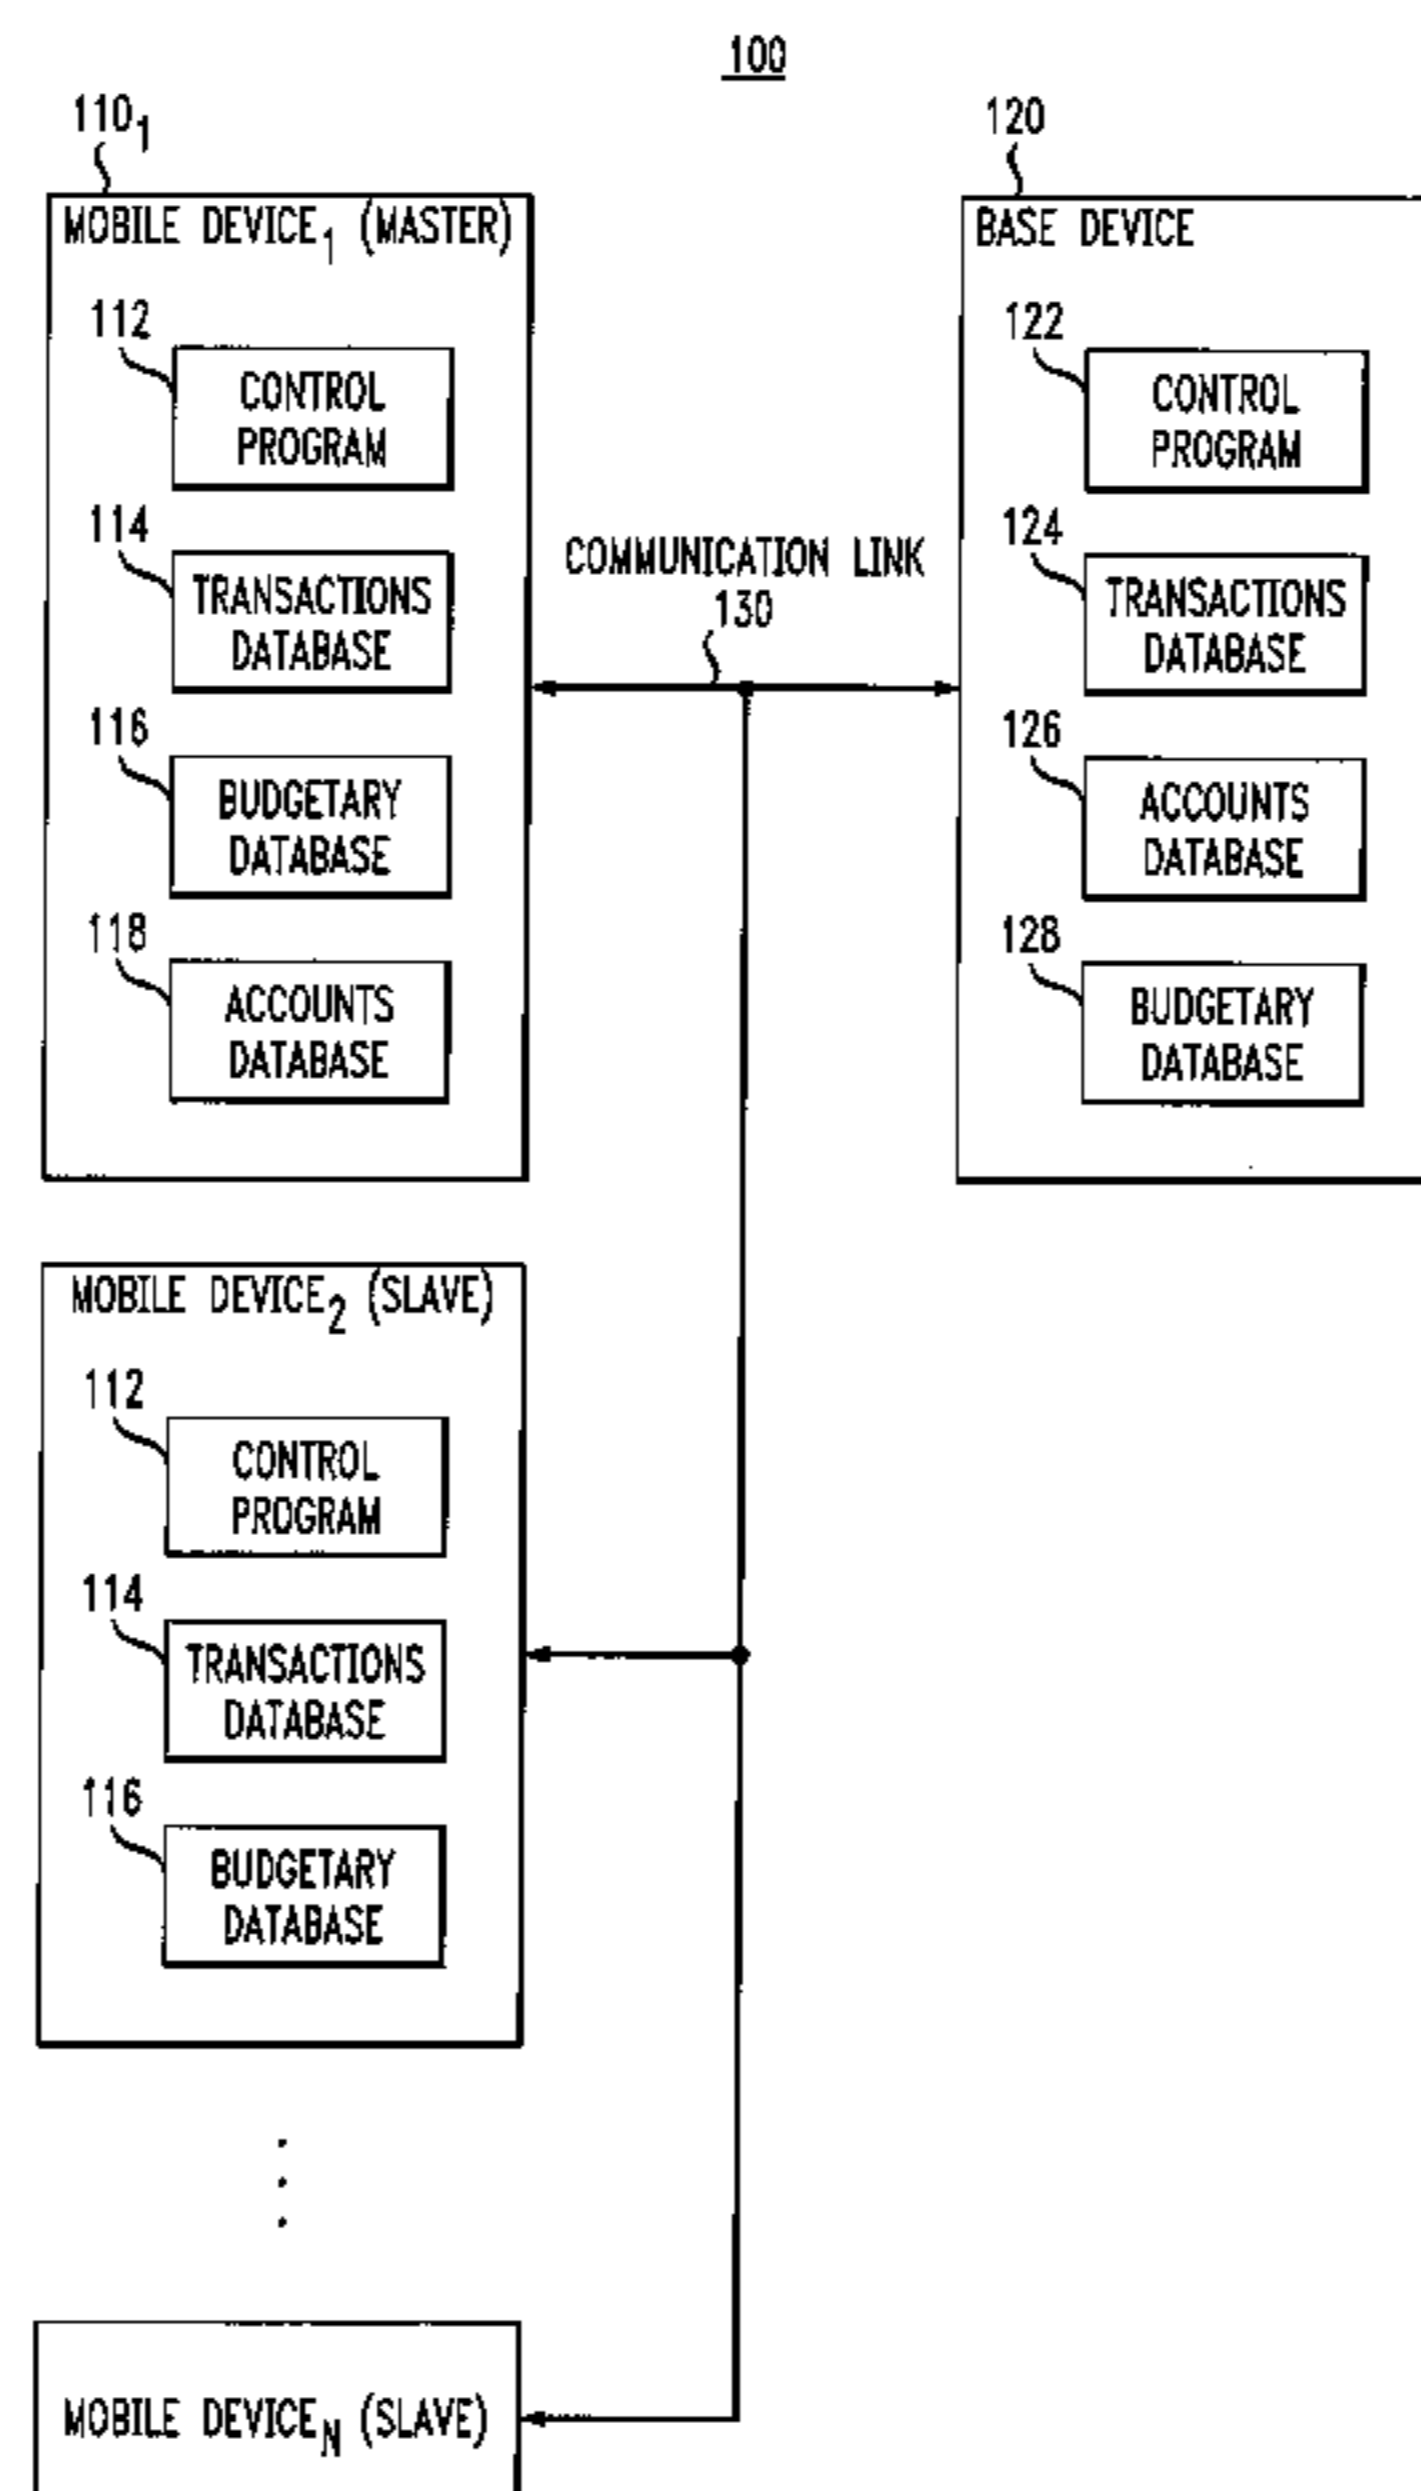 100
110₁
MOBILE DEVICE₁ (MASTER)
112
CONTROL
PROGRAM
114
TRANSACTIONS
DATABASE
116
BUDGETARY
DATABASE
118
ACCOUNTS
DATABASE
COMMUNICATION LINK
130
120
BASE DEVICE
122
CONTROL
PROGRAM
124
TRANSACTIONS
DATABASE
126
ACCOUNTS
DATABASE
128
BUDGETARY
DATABASE
MOBILE DEVICE₂ (SLAVE)
112
CONTROL
PROGRAM
114
TRANSACTIONS
DATABASE
116
BUDGETARY
DATABASE
MOBILE DEVICE_N (SLAVE)